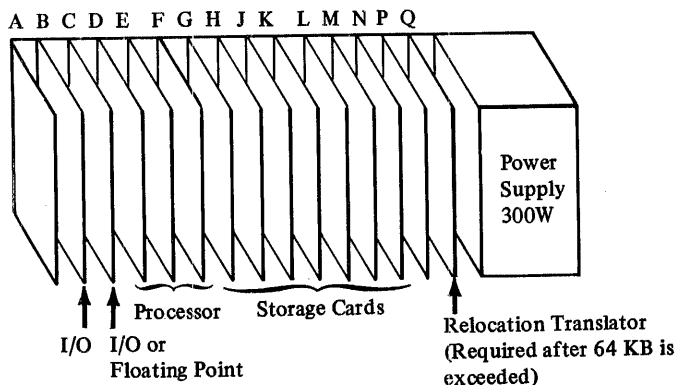 A B C D E F G H J K L M N P Q
Power
Supply
300W
Processor
Storage Cards
I/O
I/O or
Floating Point
Relocation Translator
(Required after 64 KB is
exceeded)